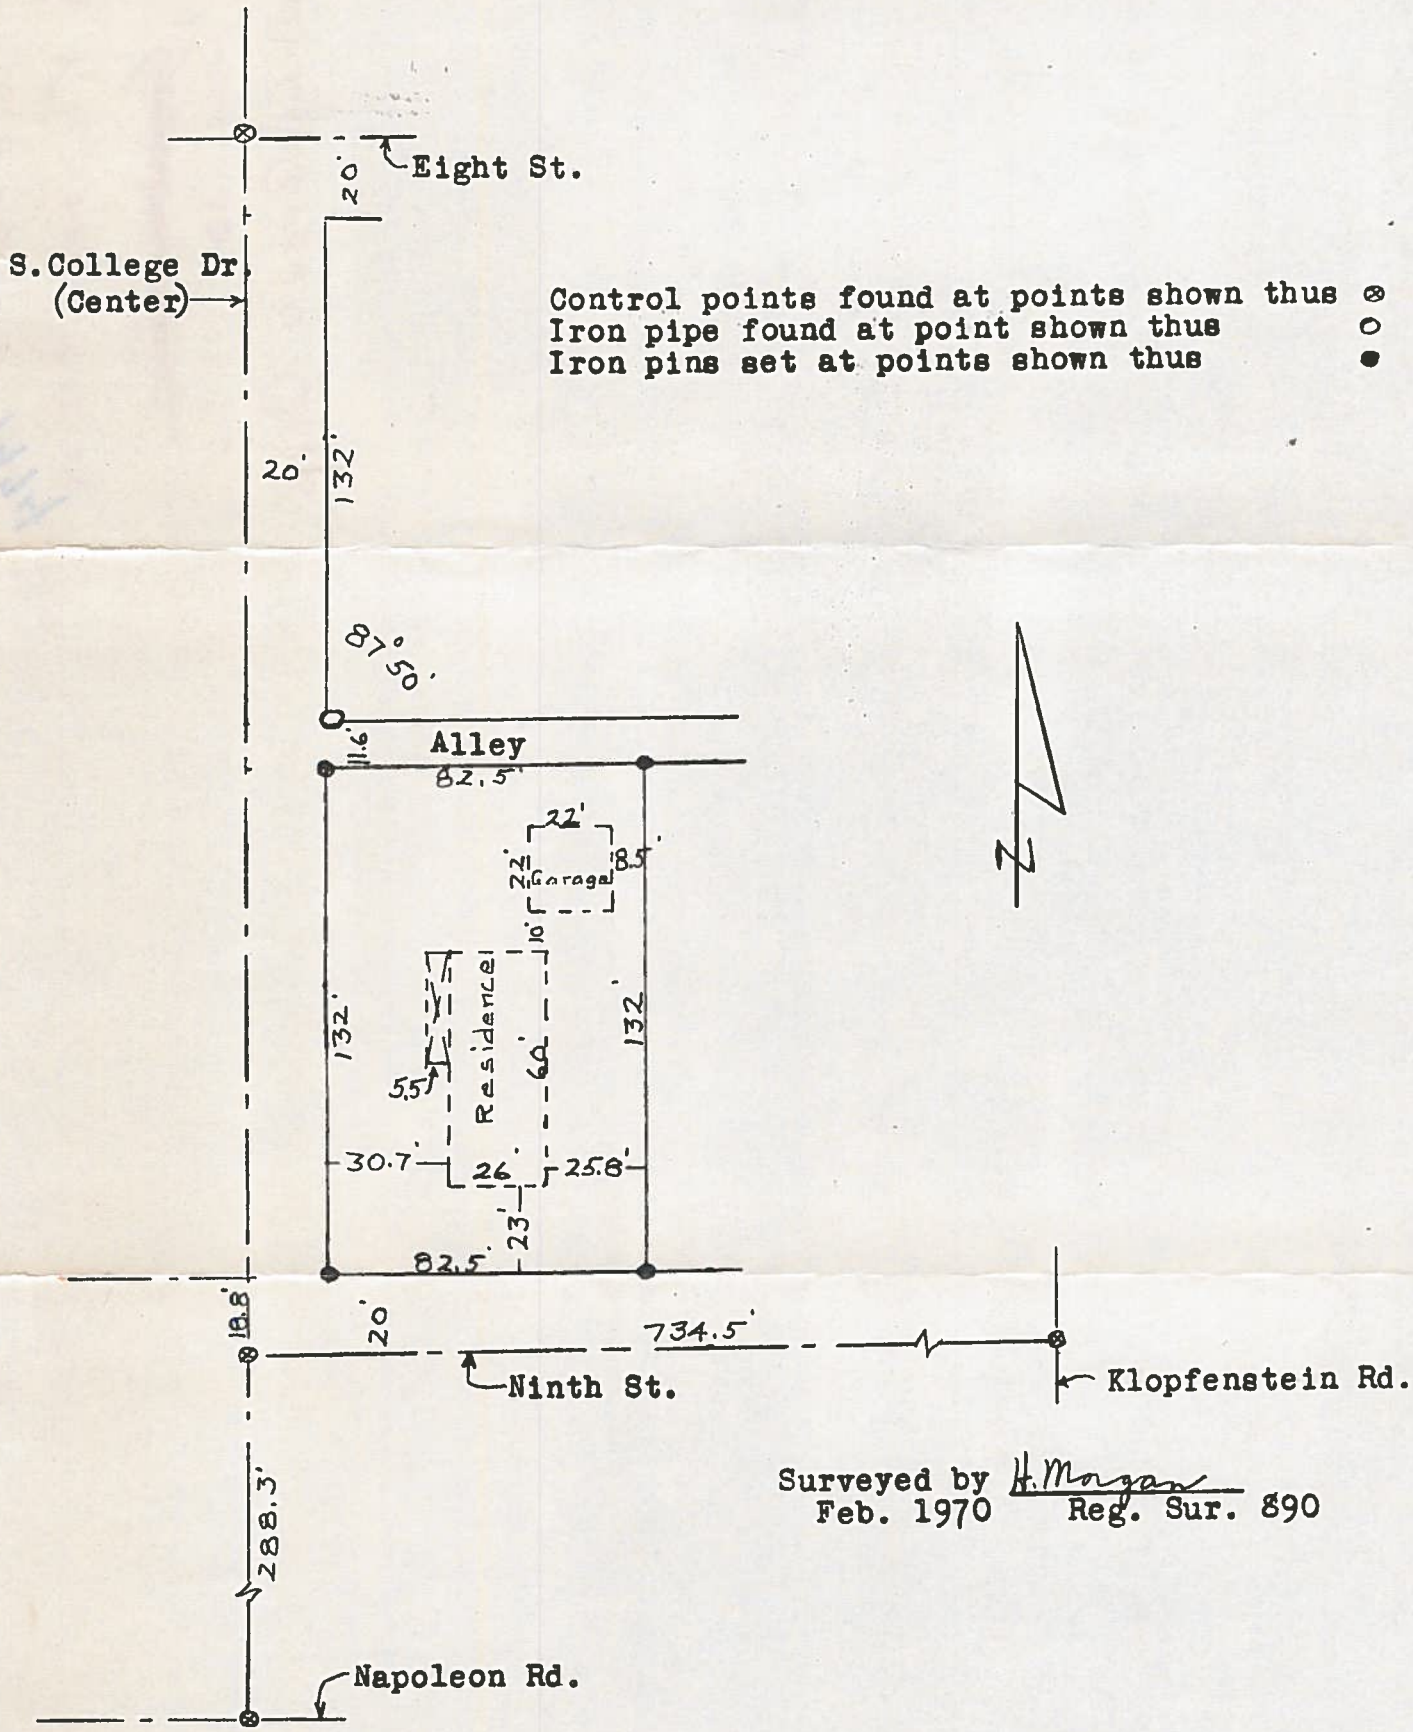 Eight St.
20'
S.College Dr.
(Center)
Control points found at points shown thus
Iron pipe found at point shown thus
Iron pins set at points shown thus
20'
132'
87°50'
11.6'
Alley
82.5'
22'
22'
Garage
8.5'
10'
Residence
60'
132'
132'
5.5'
30.7'
26'
25.8'
23'
82.5'
18.8'
20'
734.5'
Ninth St.
Klopfenstein Rd.
N
288.3'
Surveyed by H. Morgan
Feb. 1970 Reg. Sur. 890
Napoleon Rd.